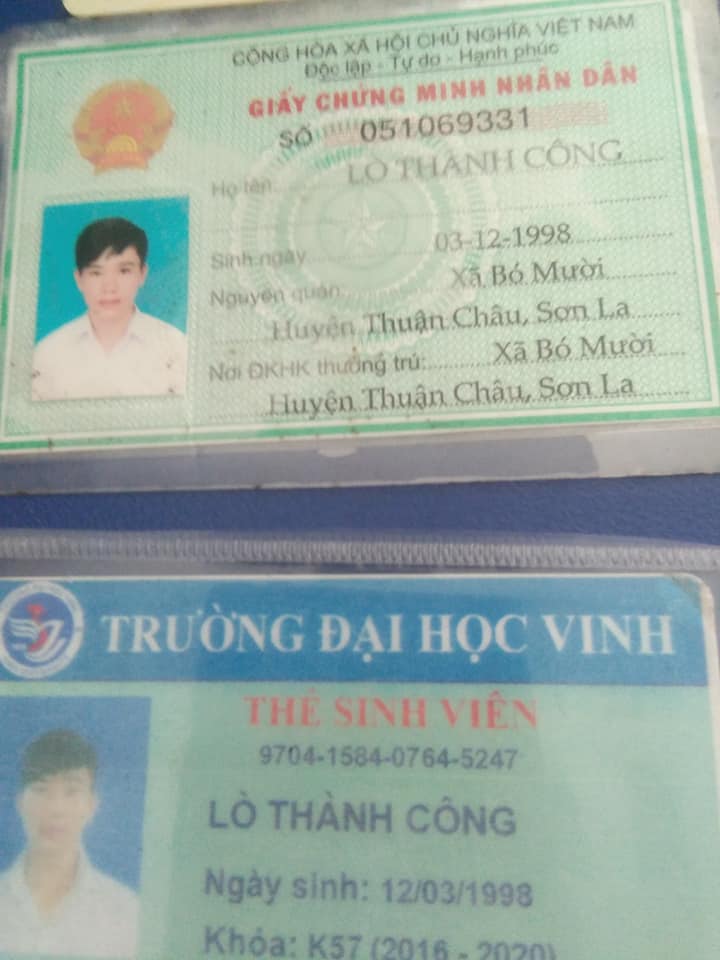 CỘNG HÒA XÃ HỘI CHỦ NGHĨA VIỆT NAM
Độc lập - Tự do - Hạnh phúc
GIẤY CHỨNG MINH NHÂN DÂN
SỐ 051069331
Họ tên: LÒ THÀNH CÔNG
Sinh ngày 03-12-1998
Nguyên quán: Xã Bó Mười
Huyện Thuận Châu, Sơn La
Nơi ĐKHK thường trú: Xã Bó Mười
Huyện Thuận Châu, Sơn La
TRƯỜNG ĐẠI HỌC VINH
THẺ SINH VIÊN
9704-1584-0764-5247
LÒ THÀNH CÔNG
Ngày sinh: 12/03/1998
Khóa: K57 (2016 - 2020)